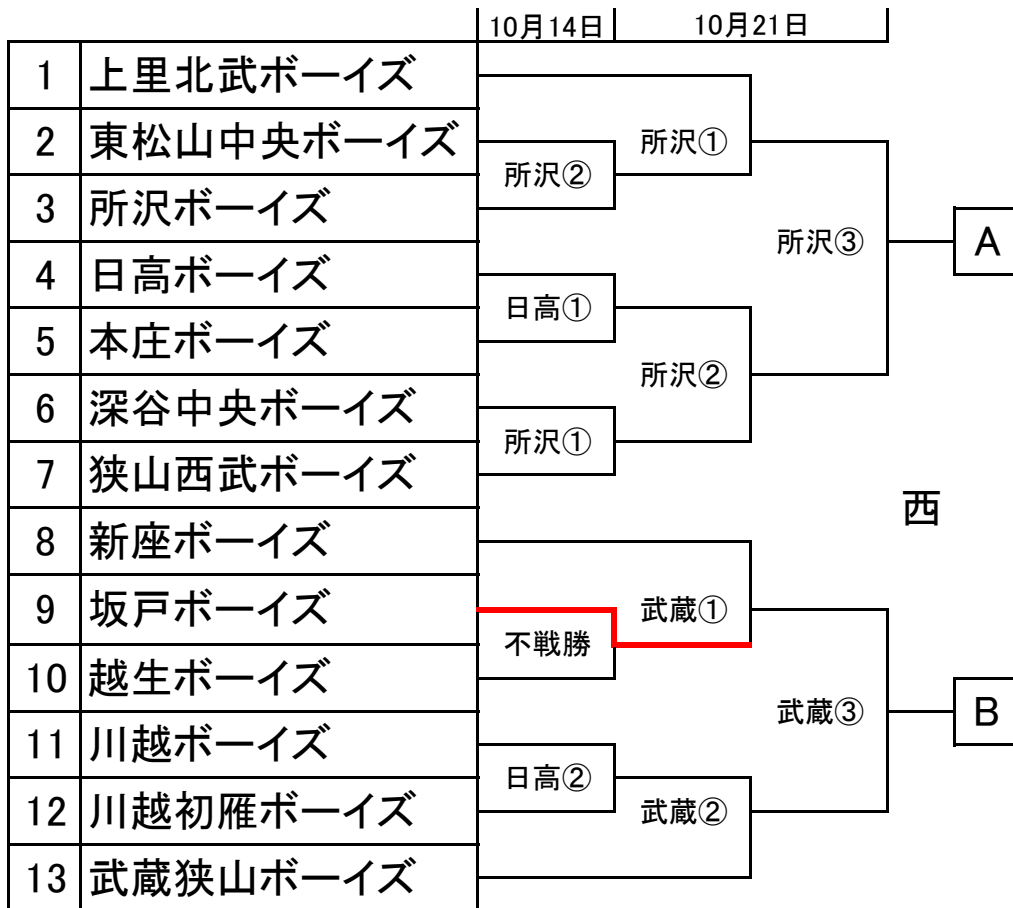 10月14日 10月21日
1 上里北武ボーイズ
2 東松山中央ボーイズ
所沢①
所沢②
3 所沢ボーイズ
所沢③
A
4 日高ボーイズ
日高①
5 本庄ボーイズ
所沢②
6 深谷中央ボーイズ
所沢①
7 狭山西武ボーイズ
西
8 新座ボーイズ
9 坂戸ボーイズ
武蔵①
不戦勝
10 越生ボーイズ
武蔵③
B
11 川越ボーイズ
日高②
12 川越初雁ボーイズ
武蔵②
13 武蔵狭山ボーイズ